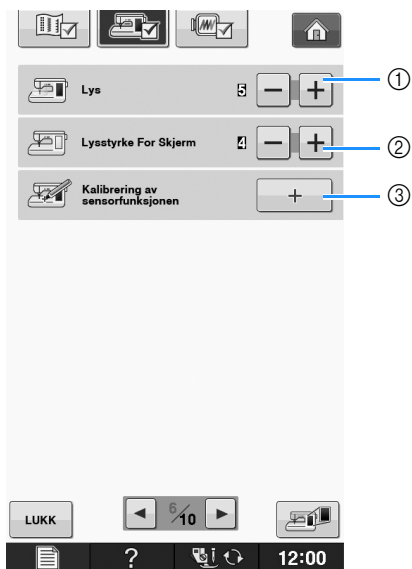 Lys 5 − + ①
Lysstyrke For Skjerm 4 − + ②
Kalibrering av
sensorfunksjonen + ③
LUKK 6/10
? 12:00